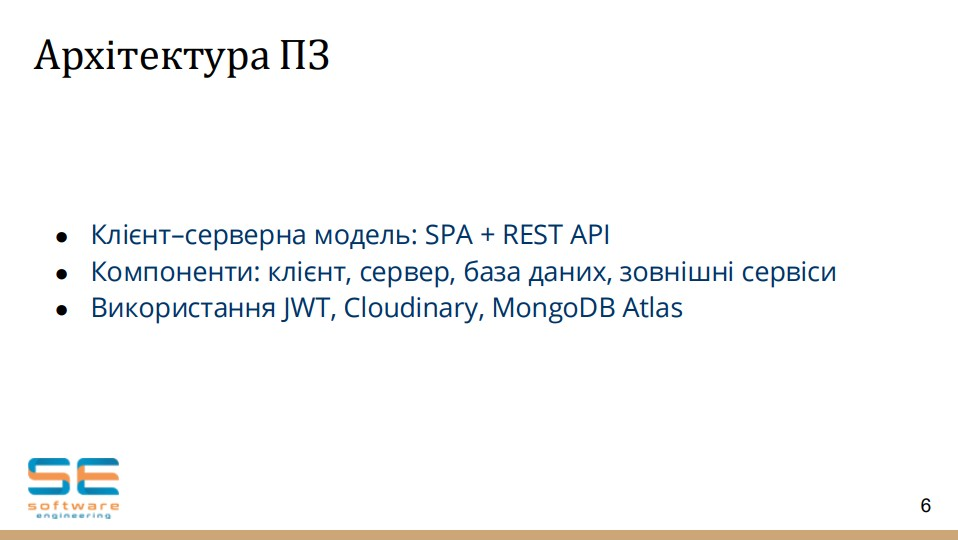 Архітектура ПЗ
● Клієнт–серверна модель: SPA + REST API
● Компоненти: клієнт, сервер, база даних, зовнішні сервіси
● Використання JWT, Cloudinary, MongoDB Atlas
SE
software
engineering
6